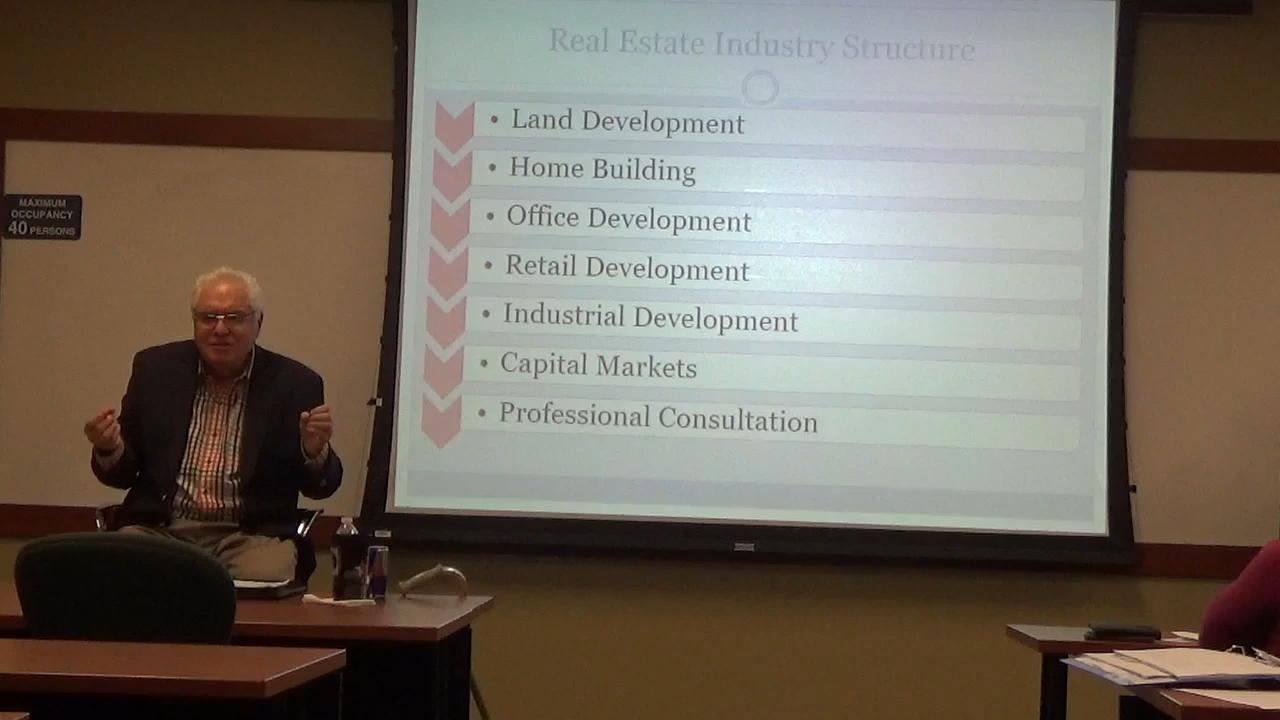 Real Estate Industry Structure
• Land Development
• Home Building
• Office Development
• Retail Development
• Industrial Development
• Capital Markets
• Professional Consultation
MAXIMUM
OCCUPANCY
40 PERSONS